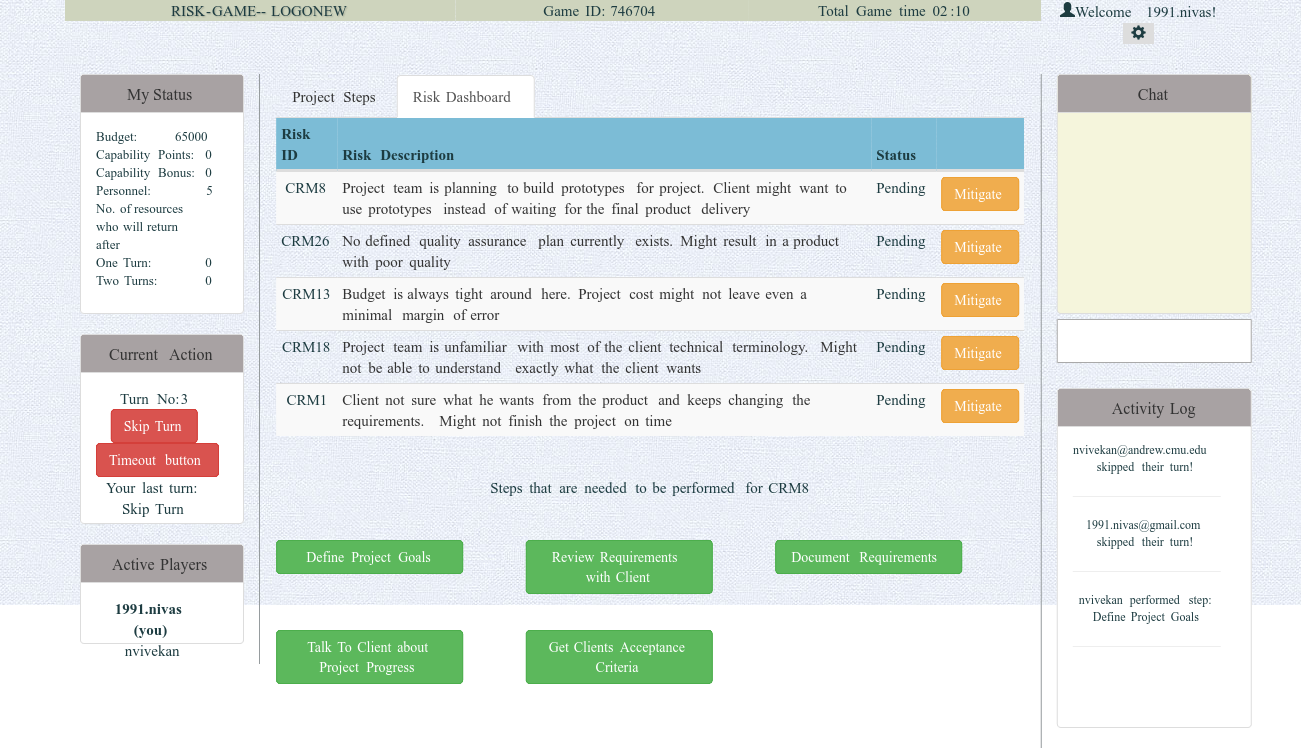 RISK-GAME-- LOGONEW Game ID: 746704 Total Game time 02:10
Welcome 1991.nivas!
My Status
Budget: 65000
Capability Points: 0
Capability Bonus: 0
Personnel: 5
No. of resources
who will return
after
One Turn: 0
Two Turns: 0
Current Action
Turn No:3
Skip Turn
Timeout button
Your last turn:
Skip Turn
Active Players
1991.nivas
(you)
nvivekan
Project Steps Risk Dashboard
Risk
ID Risk Description Status
CRM8 Project team is planning to build prototypes for project. Client might want to Pending Mitigate
use prototypes instead of waiting for the final product delivery
CRM26 No defined quality assurance plan currently exists. Might result in a product Pending Mitigate
with poor quality
CRM13 Budget is always tight around here. Project cost might not leave even a Pending Mitigate
minimal margin of error
CRM18 Project team is unfamiliar with most of the client technical terminology. Might Pending Mitigate
not be able to understand exactly what the client wants
CRM1 Client not sure what he wants from the product and keeps changing the Pending Mitigate
requirements. Might not finish the project on time
Steps that are needed to be performed for CRM8
Define Project Goals
Review Requirements
with Client
Document Requirements
Talk To Client about
Project Progress
Get Clients Acceptance
Criteria
Chat
Activity Log
nvivekan@andrew.cmu.edu
skipped their turn!
1991.nivas@gmail.com
skipped their turn!
nvivekan performed step:
Define Project Goals